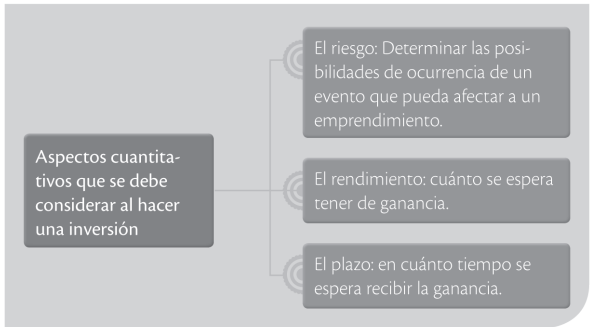 Aspectos cuantita-
tivos que se debe
considerar al hacer
una inversión
El riesgo: Determinar las posi-
bilidades de ocurrencia de un
evento que pueda afectar a un
emprendimiento.
El rendimiento: cuánto se espera
tener de ganancia.
El plazo: en cuánto tiempo se
espera recibir la ganancia.